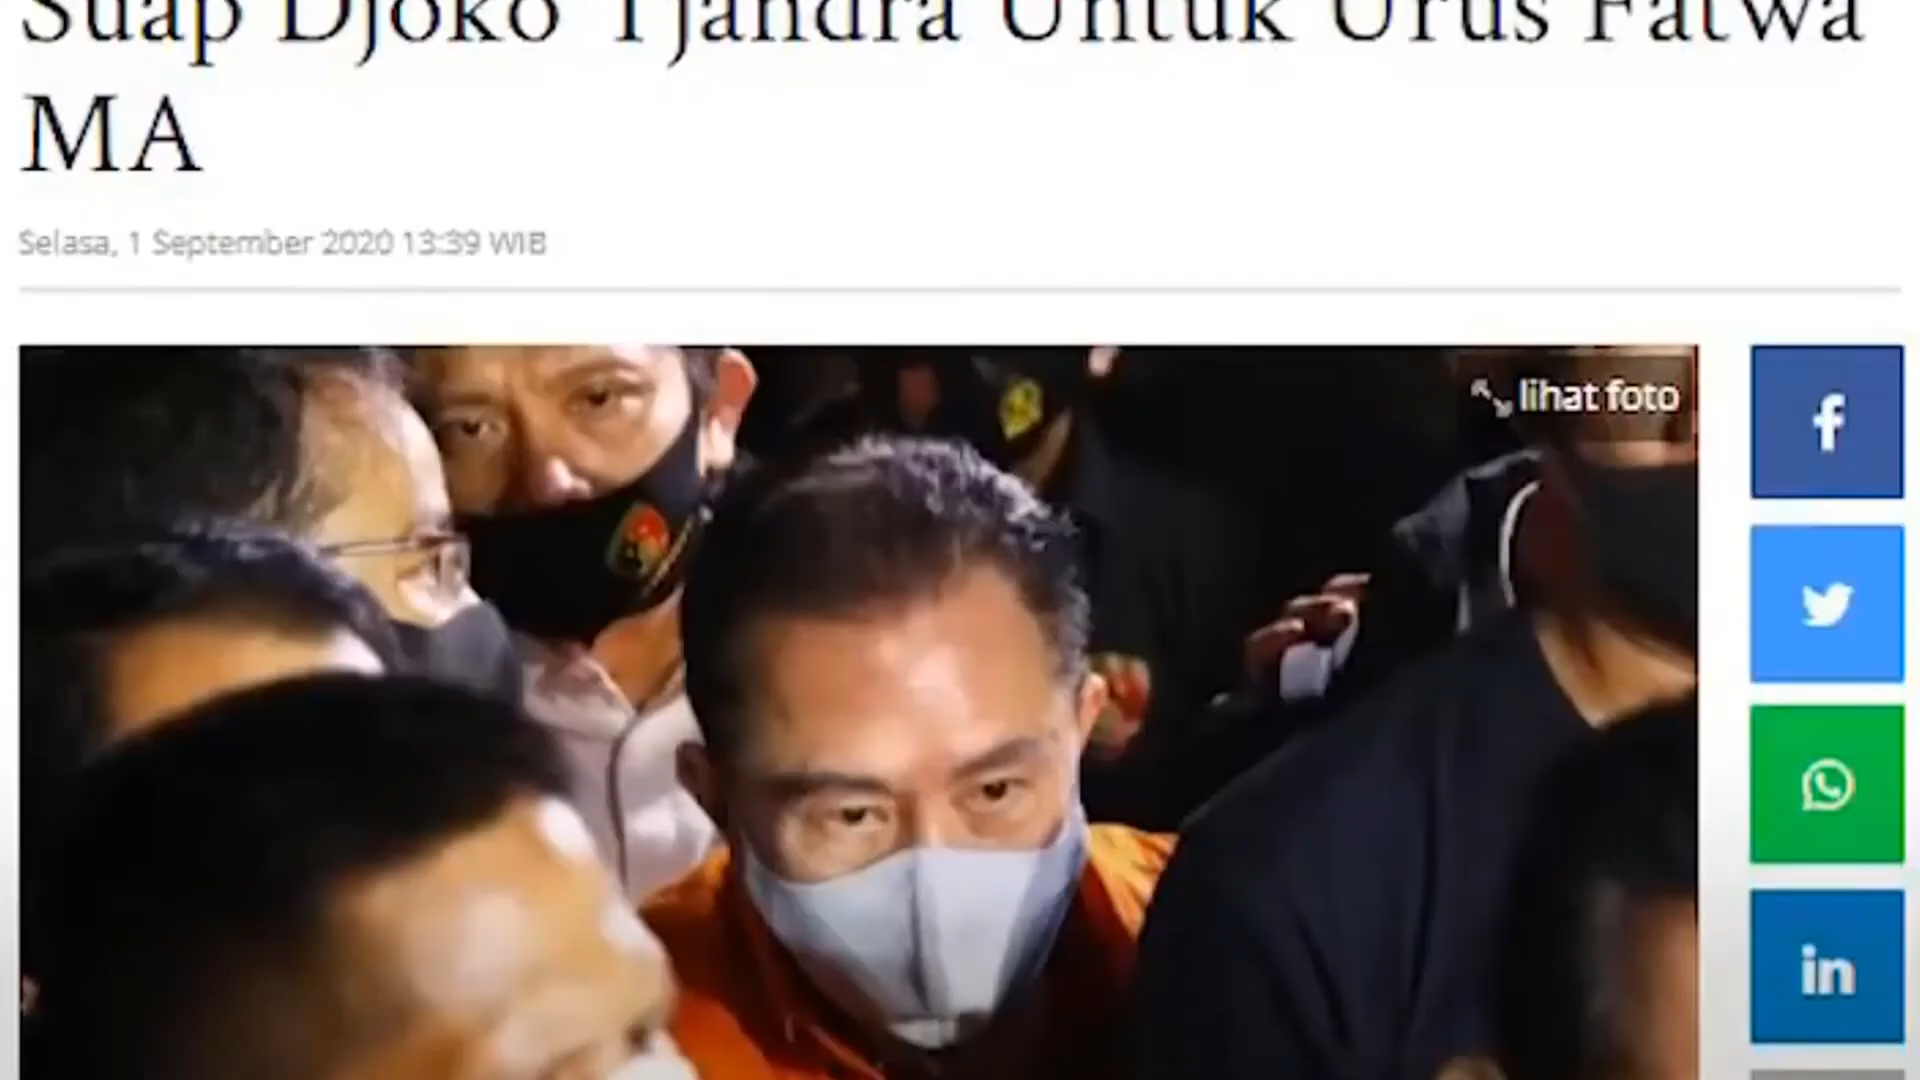 Suap Djoko Tjandra Untuk Urus Fatwa
MA
Selasa, 1 September 2020 13:39 WIB
lihat foto
f
in